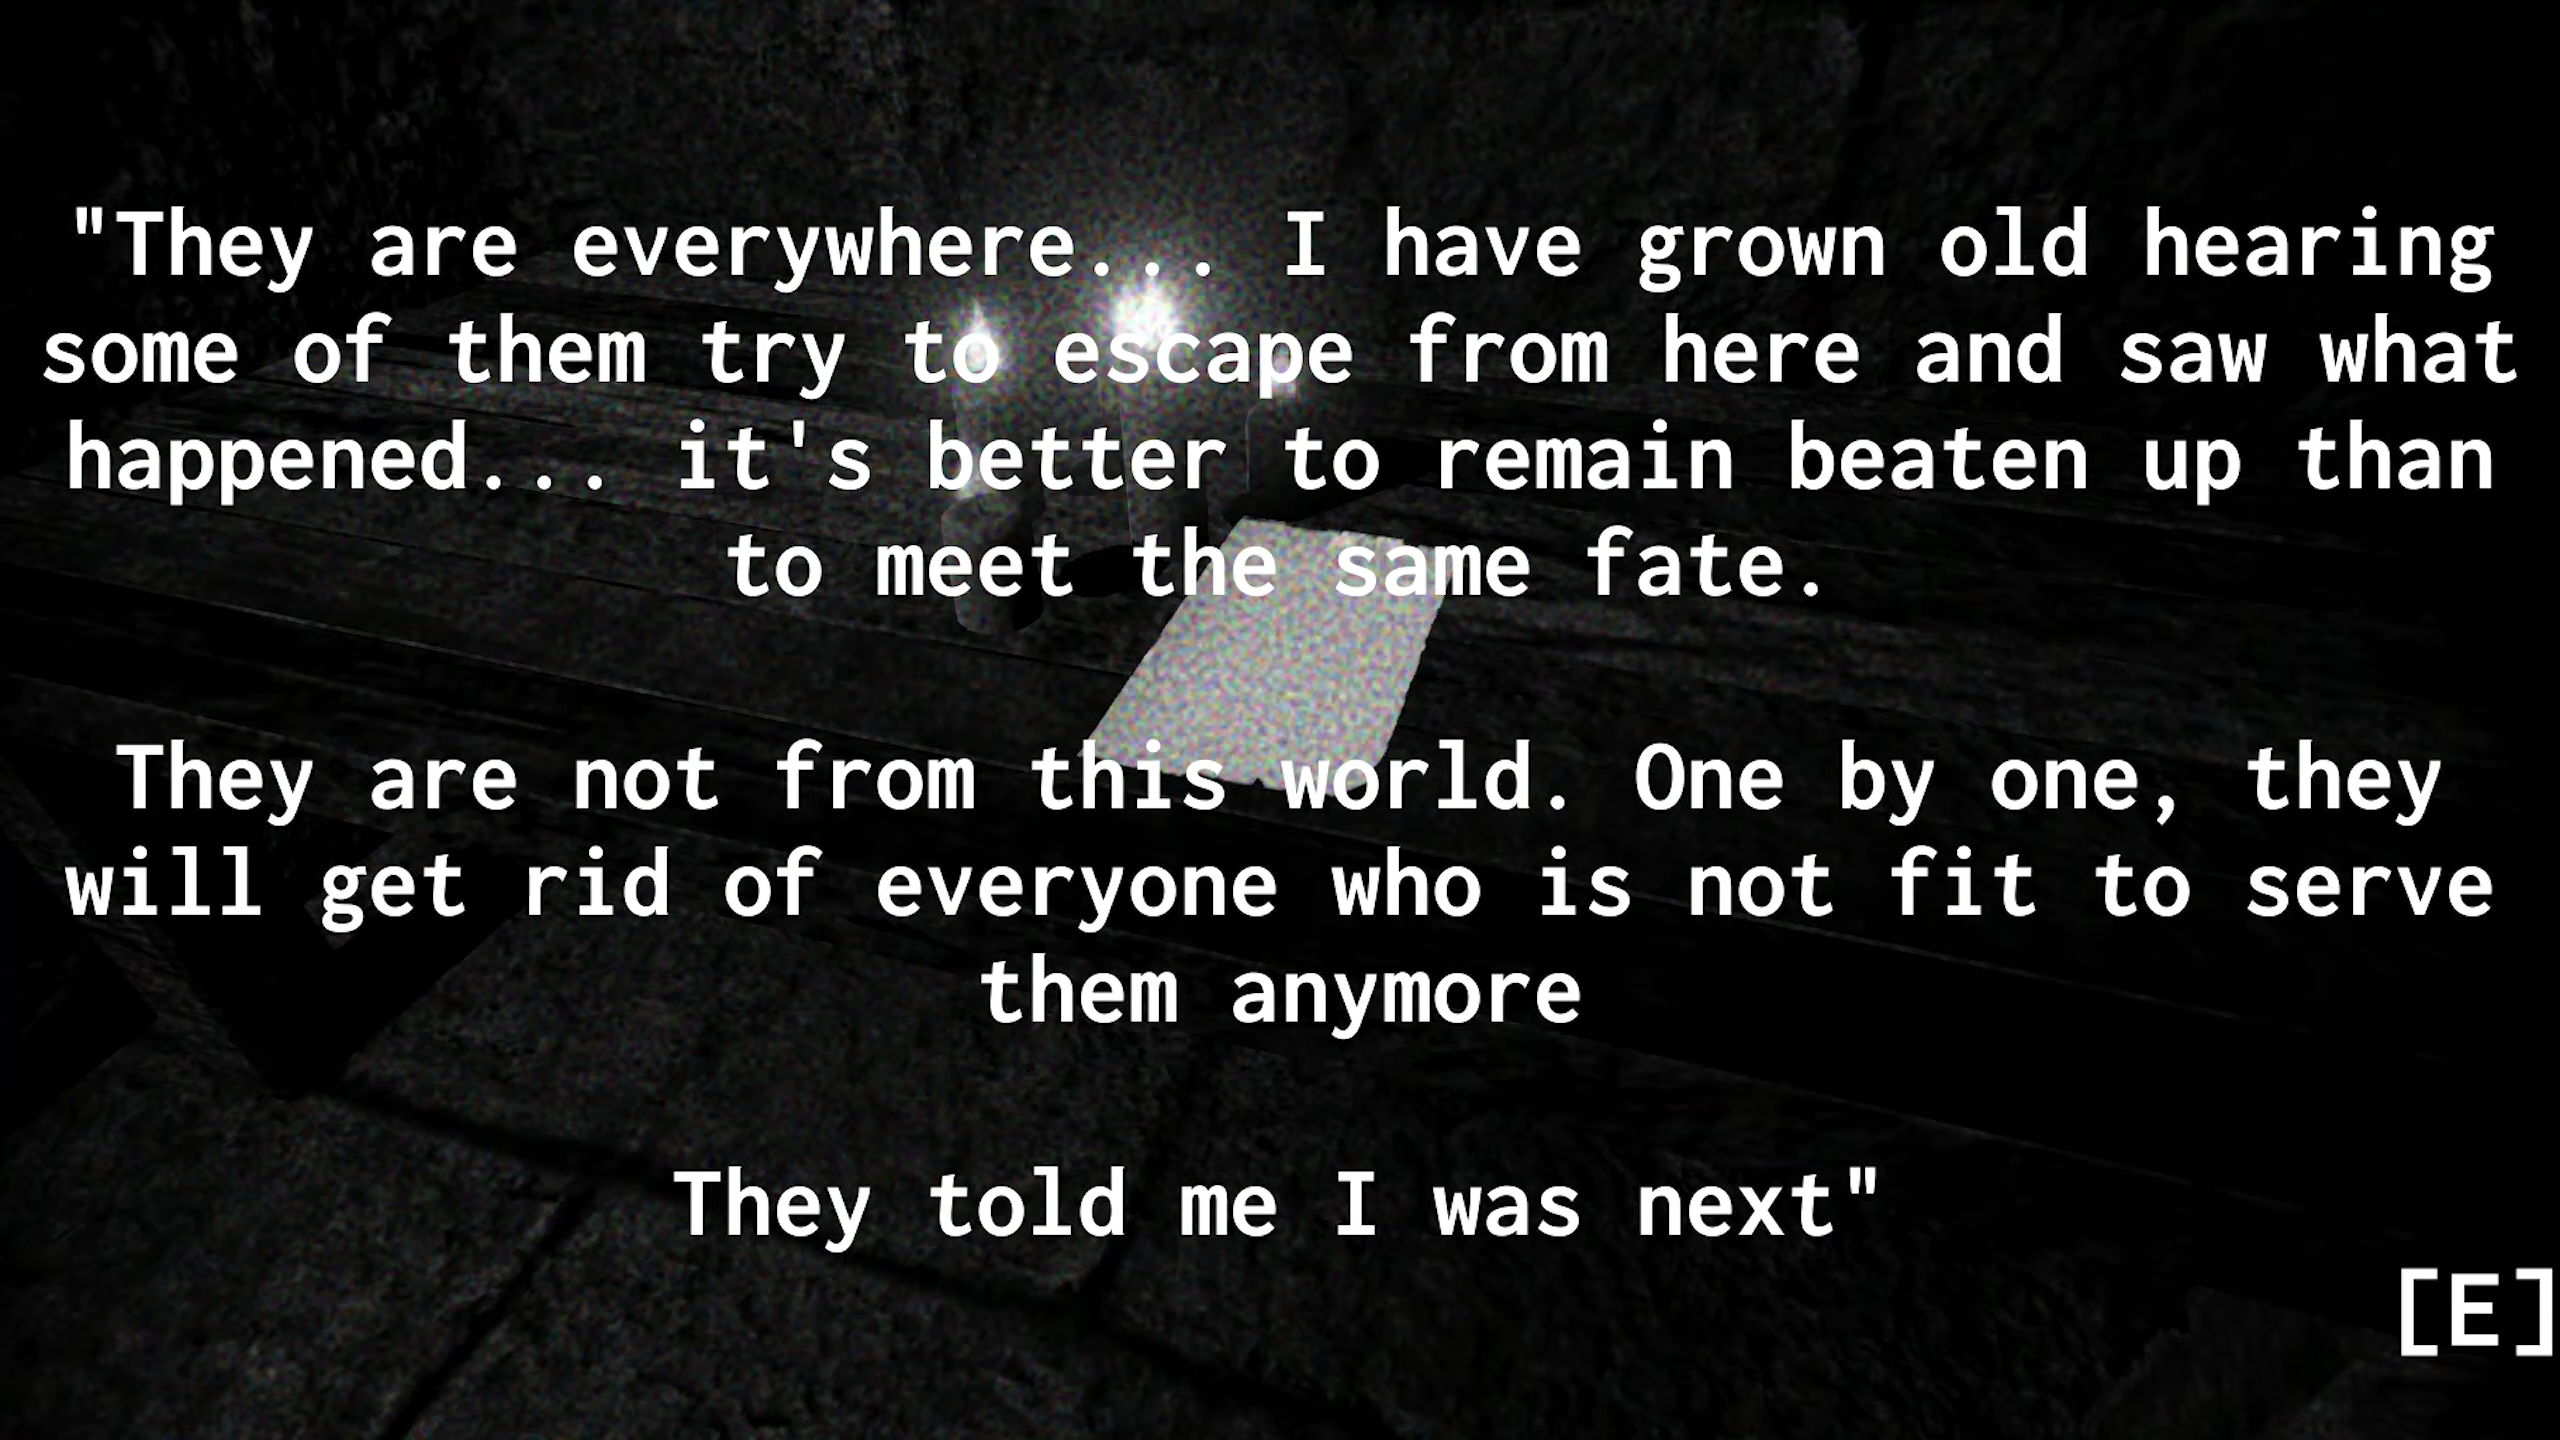 "They are everywhere... I have grown old hearing
some of them try to escape from here and saw what
happened... it's better to remain beaten up than
to meet the same fate.
They are not from this world. One by one, they
will get rid of everyone who is not fit to serve
them anymore
They told me I was next"
[E]